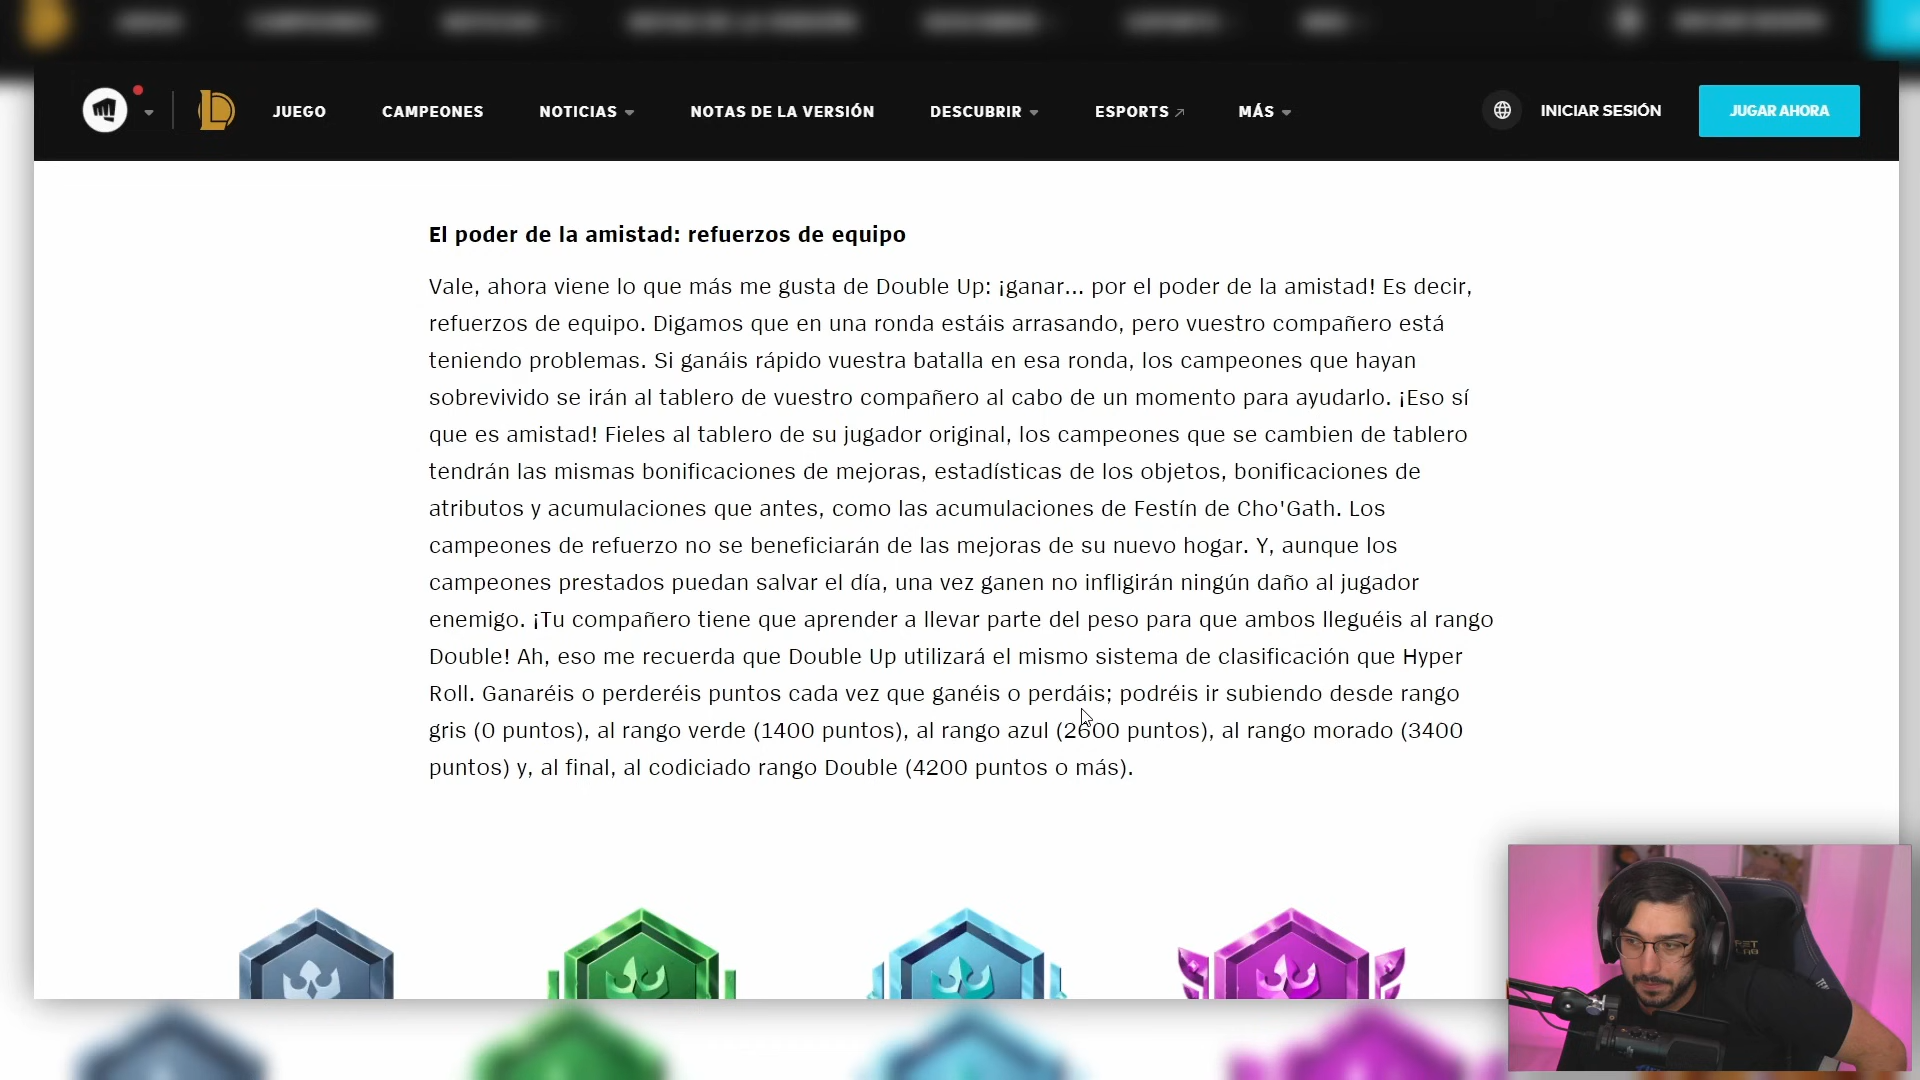 JUEGO
CAMPEONES
NOTICIAS
NOTAS DE LA VERSIÓN
DESCUBRIR
ESPORTS
MÁS
INICIAR SESIÓN
JUGAR AHORA
El poder de la amistad: refuerzos de equipo
Vale, ahora viene lo que más me gusta de Double Up: ¡ganar... por el poder de la amistad! Es decir,
refuerzos de equipo. Digamos que en una ronda estáis arrasando, pero vuestro compañero está
teniendo problemas. Si ganáis rápido vuestra batalla en esa ronda, los campeones que hayan
sobrevivido se irán al tablero de vuestro compañero al cabo de un momento para ayudarlo. ¡Eso sí
que es amistad! Fieles al tablero de su jugador original, los campeones que se cambien de tablero
tendrán las mismas bonificaciones de mejoras, estadísticas de los objetos, bonificaciones de
atributos y acumulaciones que antes, como las acumulaciones de Festín de Cho'Gath. Los
campeones de refuerzo no se beneficiarán de las mejoras de su nuevo hogar. Y, aunque los
campeones prestados puedan salvar el día, una vez ganen no infligirán ningún daño al jugador
enemigo. ¡Tu compañero tiene que aprender a llevar parte del peso para que ambos lleguéis al rango
Double! Ah, eso me recuerda que Double Up utilizará el mismo sistema de clasificación que Hyper
Roll. Ganaréis o perderéis puntos cada vez que ganéis o perdáis; podréis ir subiendo desde rango
gris (0 puntos), al rango verde (1400 puntos), al rango azul (2600 puntos), al rango morado (3400
puntos) y, al final, al codiciado rango Double (4200 puntos o más).